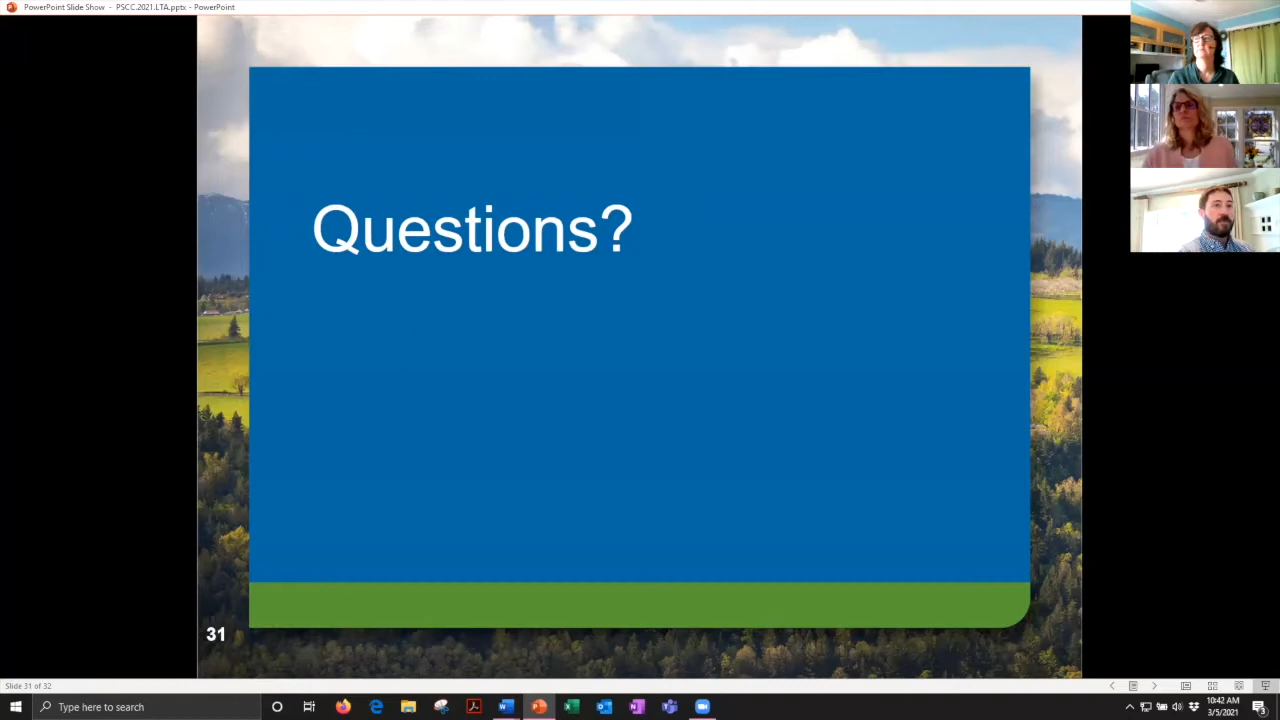 PowerPoint Slide Show - PSCC.2021.LTA.pptx - PowerPoint
Questions?
31
Slide 31 of 32
Type here to search
10:42 AM
3/5/2021
3